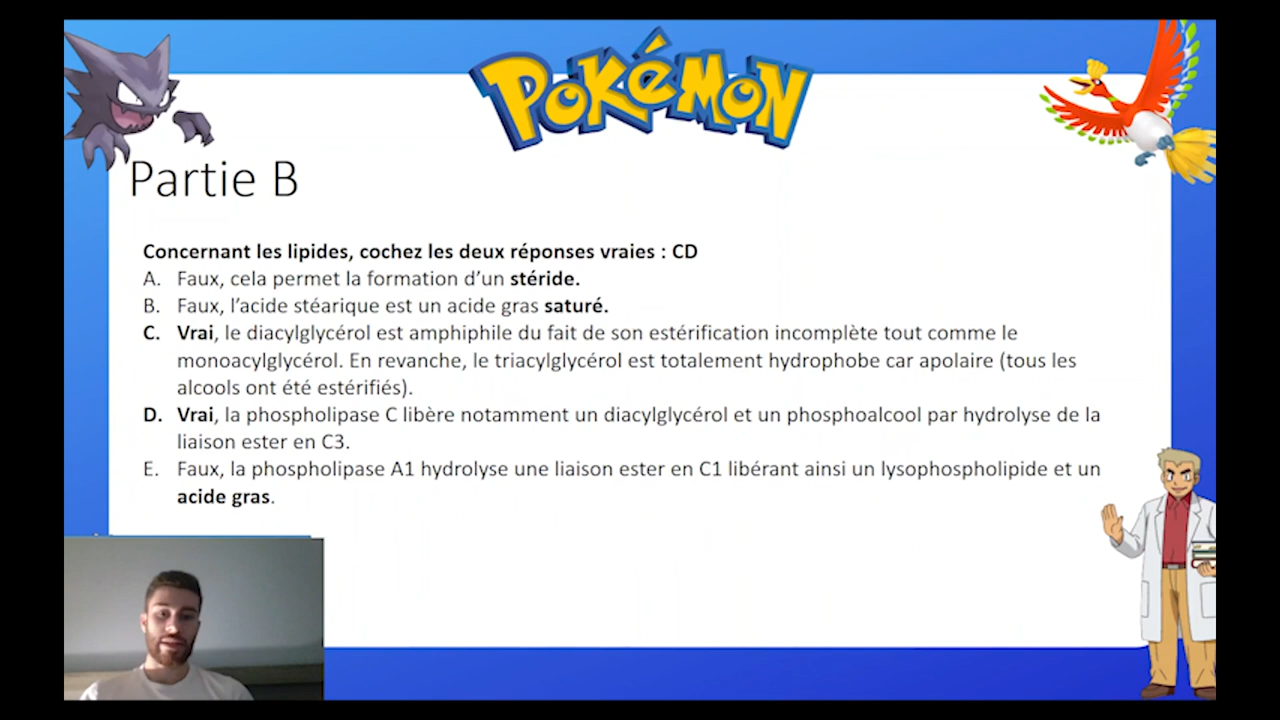 POKéMON
Partie B
Concernant les lipides, cochez les deux réponses vraies : CD
A. Faux, cela permet la formation d’un stéride.
B. Faux, l’acide stéarique est un acide gras saturé.
C. Vrai, le diacylglycérol est amphiphile du fait de son estérification incomplète tout comme le
monoacylglycérol. En revanche, le triacylglycérol est totalement hydrophobe car apolaire (tous les
alcools ont été estérifiés).
D. Vrai, la phospholipase C libère notamment un diacylglycérol et un phosphoalcool par hydrolyse de la
liaison ester en C3.
E. Faux, la phospholipase A1 hydrolyse une liaison ester en C1 libérant ainsi un lysophospholipide et un
acide gras.